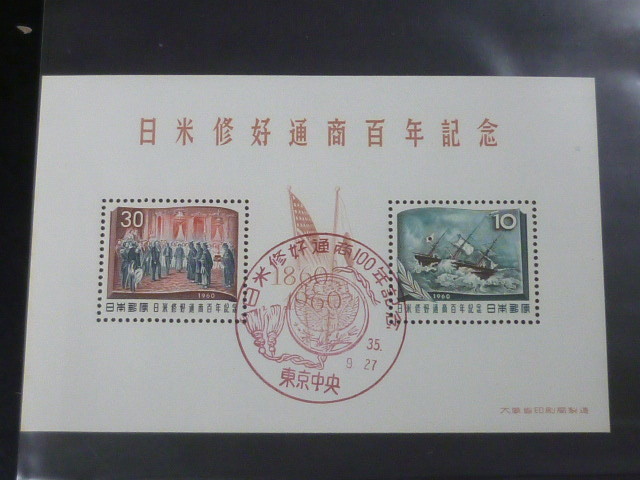 日米修好通商百年記念
30
1960
日本郵便 日米修好通商百年記念
10
1960
日米修好通商百年記念 日本郵便
1860
1960
日米修好通商100年記念
35.
9.27
東京中央
大蔵省印刷局製造